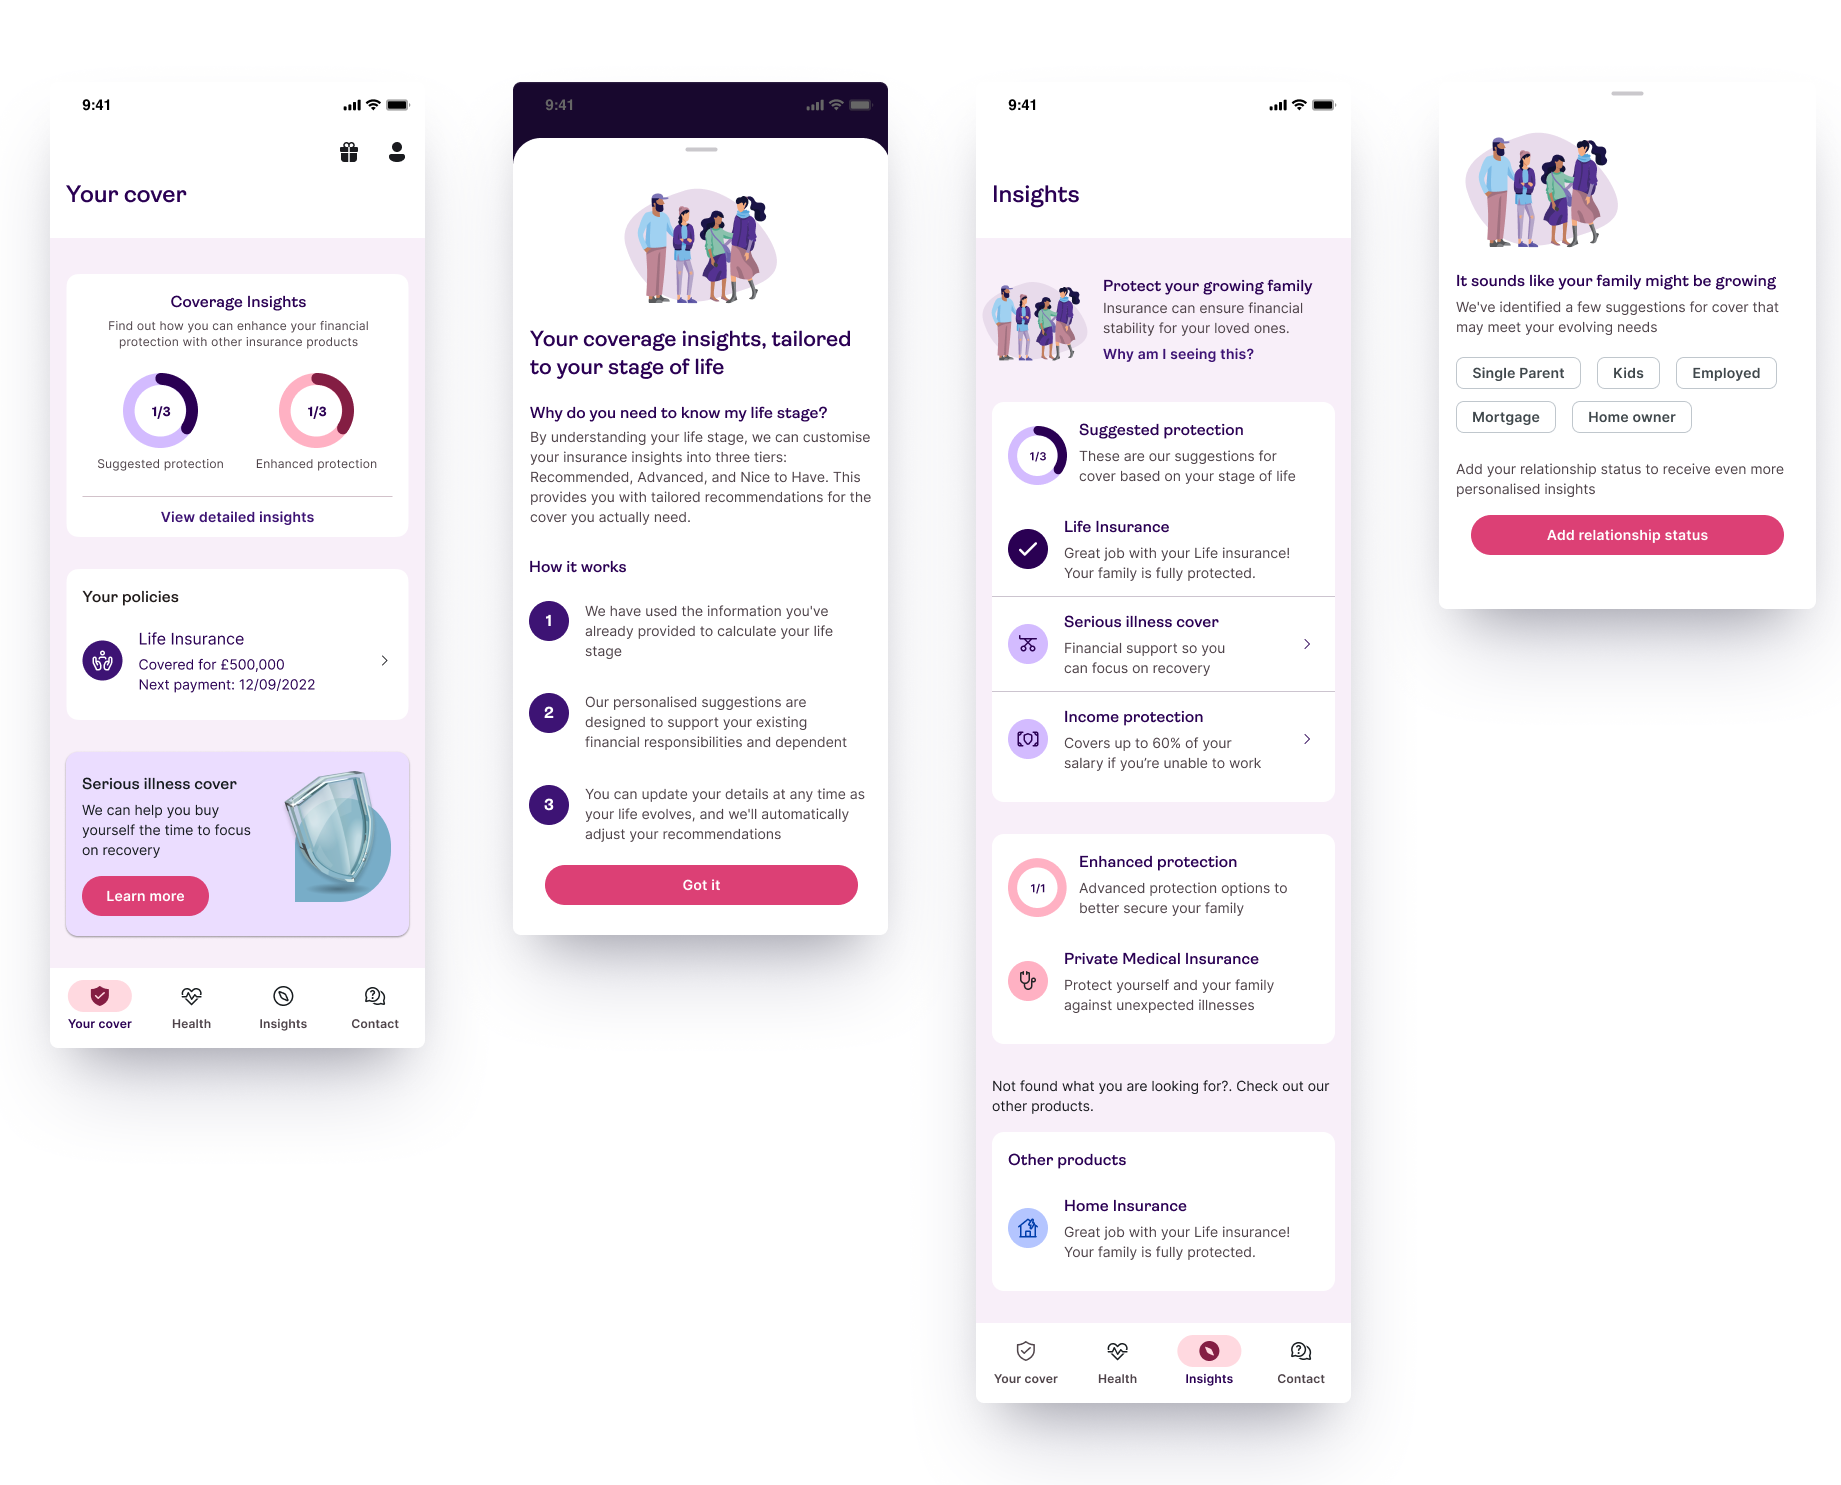 9:41
Your cover
Coverage Insights
Find out how you can enhance your financial
protection with other insurance products
1/3
1/3
Suggested protection
Enhanced protection
View detailed insights
Your policies
Life Insurance
Covered for £500,000
Next payment: 12/09/2022
Serious illness cover
We can help you buy
yourself the time to focus
on recovery
Learn more
Your cover
Health
Insights
Contact
9:41
Your coverage insights, tailored
to your stage of life
Why do you need to know my life stage?
By understanding your life stage, we can customise
your insurance insights into three tiers:
Recommended, Advanced, and Nice to Have. This
provides you with tailored recommendations for the
cover you actually need.
How it works
1
We have used the information you've
already provided to calculate your life
stage
2
Our personalised suggestions are
designed to support your existing
financial responsibilities and dependent
3
You can update your details at any time as
your life evolves, and we'll automatically
adjust your recommendations
Got it
9:41
Insights
Protect your growing family
Insurance can ensure financial
stability for your loved ones.
Why am I seeing this?
1/3
Suggested protection
These are our suggestions for
cover based on your stage of life
Life Insurance
Great job with your Life insurance!
Your family is fully protected.
Serious illness cover
Financial support so you
can focus on recovery
Income protection
Covers up to 60% of your
salary if you're unable to work
1/1
Enhanced protection
Advanced protection options to
better secure your family
Private Medical Insurance
Protect yourself and your family
against unexpected illnesses
Not found what you are looking for?. Check out our
other products.
Other products
Home Insurance
Great job with your Life insurance!
Your family is fully protected.
Your cover
Health
Insights
Contact
It sounds like your family might be growing
We've identified a few suggestions for cover that
may meet your evolving needs
Single Parent
Kids
Employed
Mortgage
Home owner
Add your relationship status to receive even more
personalised insights
Add relationship status